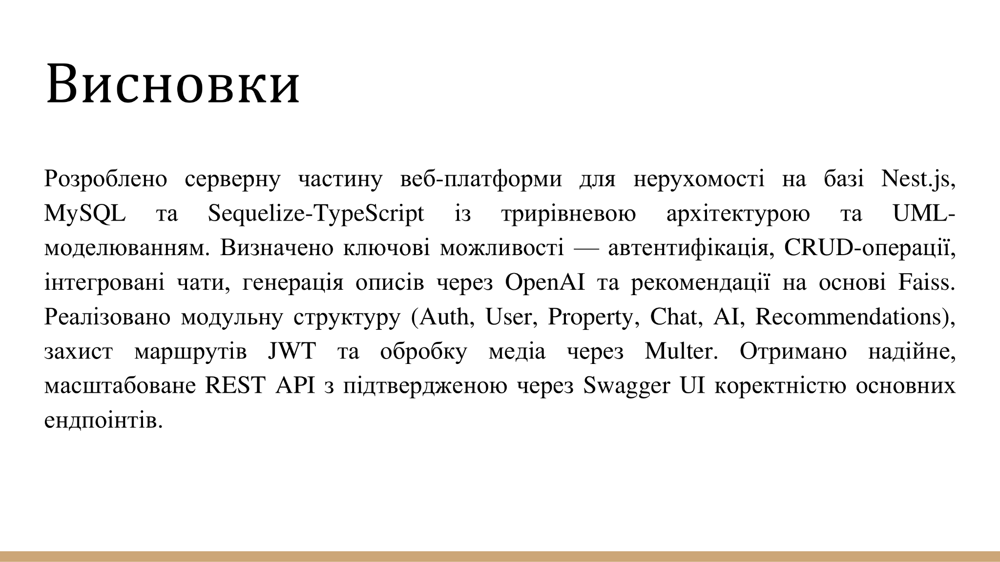 Висновки
Розроблено серверну частину веб-платформи для нерухомості на базі Nest.js,
MySQL та Sequelize-TypeScript із трирівневою архітектурою та UML-
моделюванням. Визначено ключові можливості — автентифікація, CRUD-операції,
інтегровані чати, генерація описів через OpenAI та рекомендації на основі Faiss.
Реалізовано модульну структуру (Auth, User, Property, Chat, AI, Recommendations),
захист маршрутів JWT та обробку медіа через Multer. Отримано надійне,
масштабоване REST API з підтвердженою через Swagger UI коректністю основних
ендпоінтів.